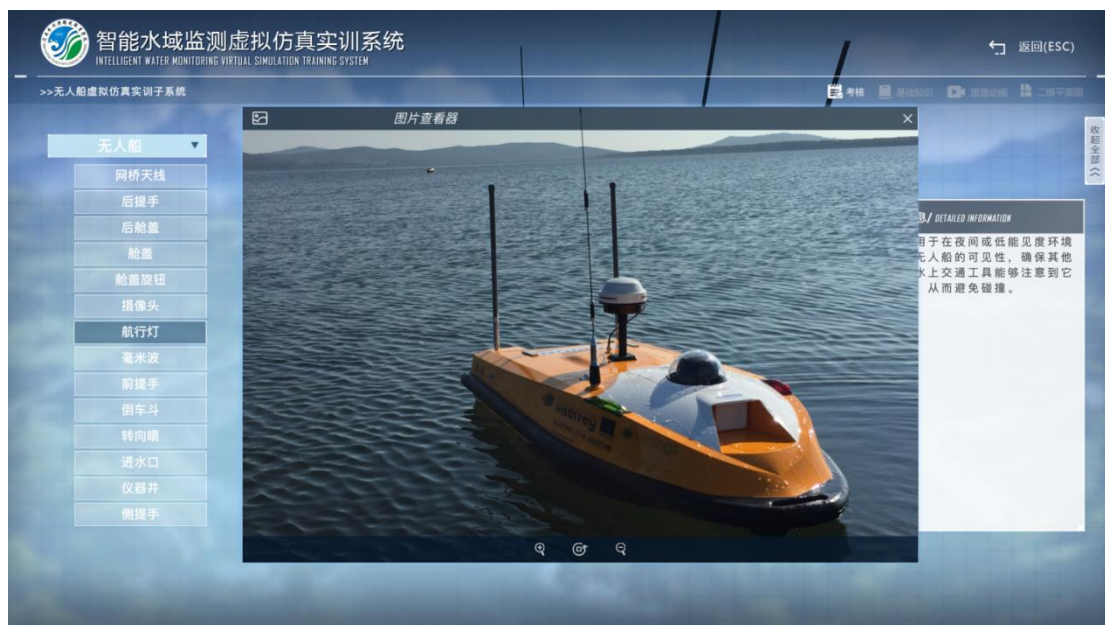 智能水域监测虚拟仿真实训系统
INTELLIGENT WATER MONITORING VIRTUAL SIMULATION TRAINING SYSTEM
返回(ESC)
>>无人船虚拟仿真实训子系统
考核
基础知识
原理动画
二维平面图
图片查看器
收起全部
无人船
网桥天线
后提手
后舱盖
舱盖
舱盖旋钮
摄像头
航行灯
毫米波
前提手
倒车斗
转向喷
进水口
仪器井
侧提手
息/ DETAILED INFORMATION
用于在夜间或低能见度环境
无人船的可见性，确保其他
水上交通工具能够注意到它
从而避免碰撞。